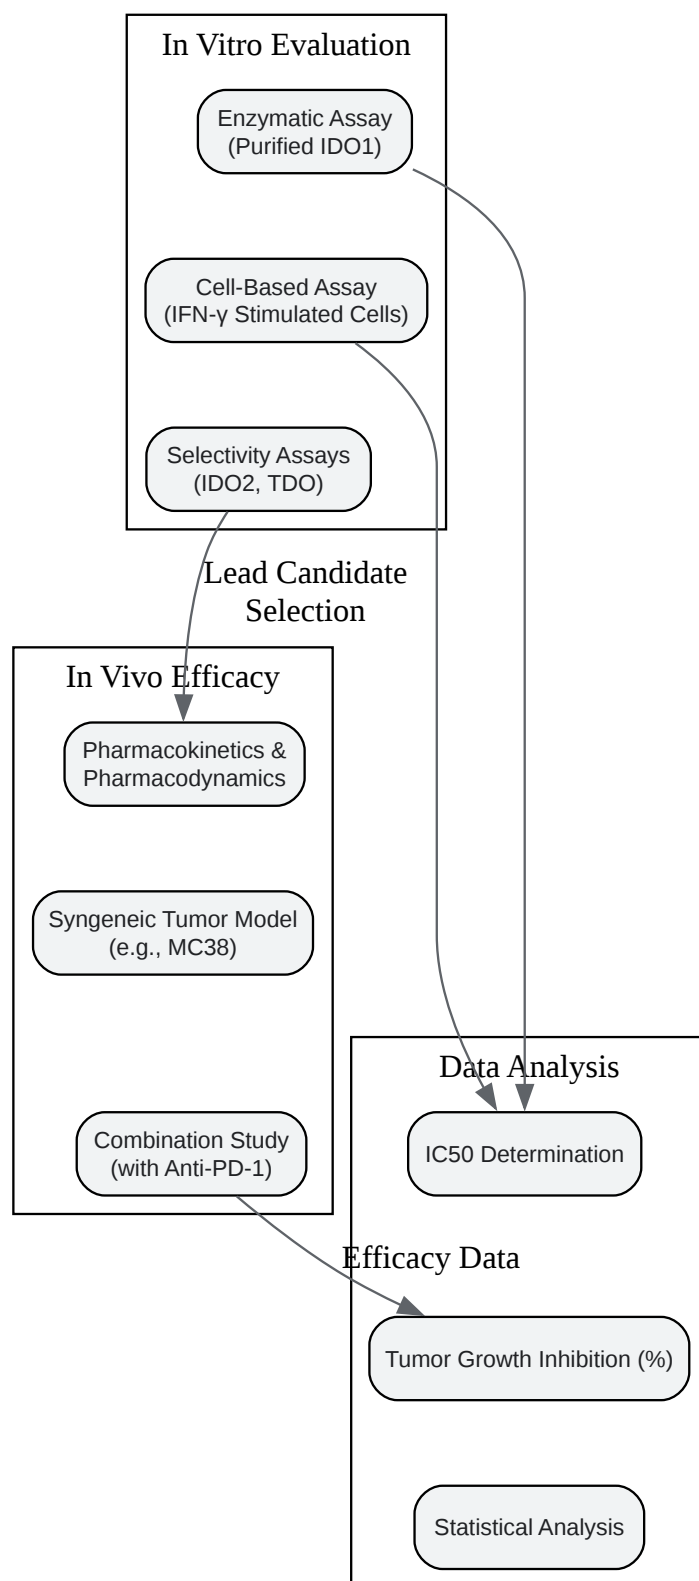 In Vitro Evaluation
Enzymatic Assay
(Purified IDO1)
Cell-Based Assay
(IFN-γ Stimulated Cells)
Selectivity Assays
(IDO2, TDO)
Lead Candidate
Selection
In Vivo Efficacy
Pharmacokinetics &
Pharmacodynamics
Syngeneic Tumor Model
(e.g., MC38)
Combination Study
(with Anti-PD-1)
Data Analysis
IC50 Determination
Efficacy Data
Tumor Growth Inhibition (%)
Statistical Analysis